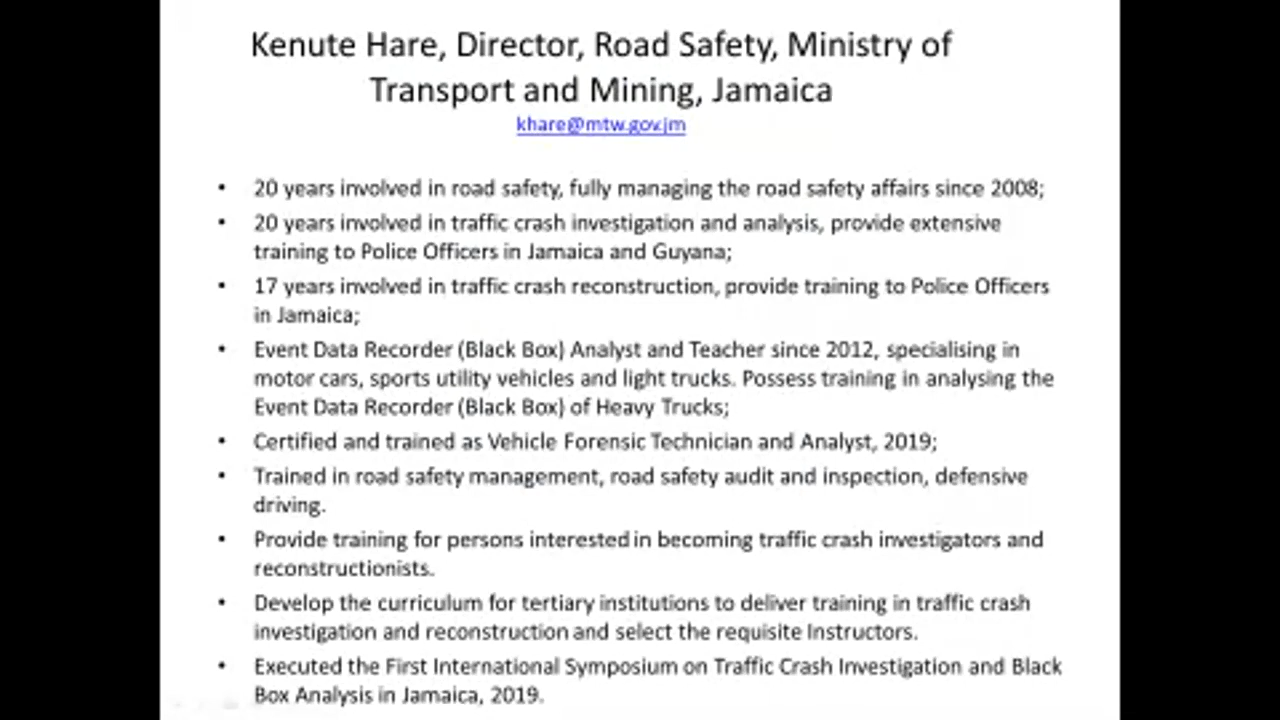 Kenute Hare, Director, Road Safety, Ministry of
Transport and Mining, Jamaica
khare@mtw.gov.jm
• 20 years involved in road safety, fully managing the road safety affairs since 2008;
• 20 years involved in traffic crash investigation and analysis, provide extensive
training to Police Officers in Jamaica and Guyana;
• 17 years involved in traffic crash reconstruction, provide training to Police Officers
in Jamaica;
• Event Data Recorder (Black Box) Analyst and Teacher since 2012, specialising in
motor cars, sports utility vehicles and light trucks. Possess training in analysing the
Event Data Recorder (Black Box) of Heavy Trucks;
• Certified and trained as Vehicle Forensic Technician and Analyst, 2019;
• Trained in road safety management, road safety audit and inspection, defensive
driving.
• Provide training for persons interested in becoming traffic crash investigators and
reconstructionists.
• Develop the curriculum for tertiary institutions to deliver training in traffic crash
investigation and reconstruction and select the requisite Instructors.
• Executed the First International Symposium on Traffic Crash Investigation and Black
Box Analysis in Jamaica, 2019.